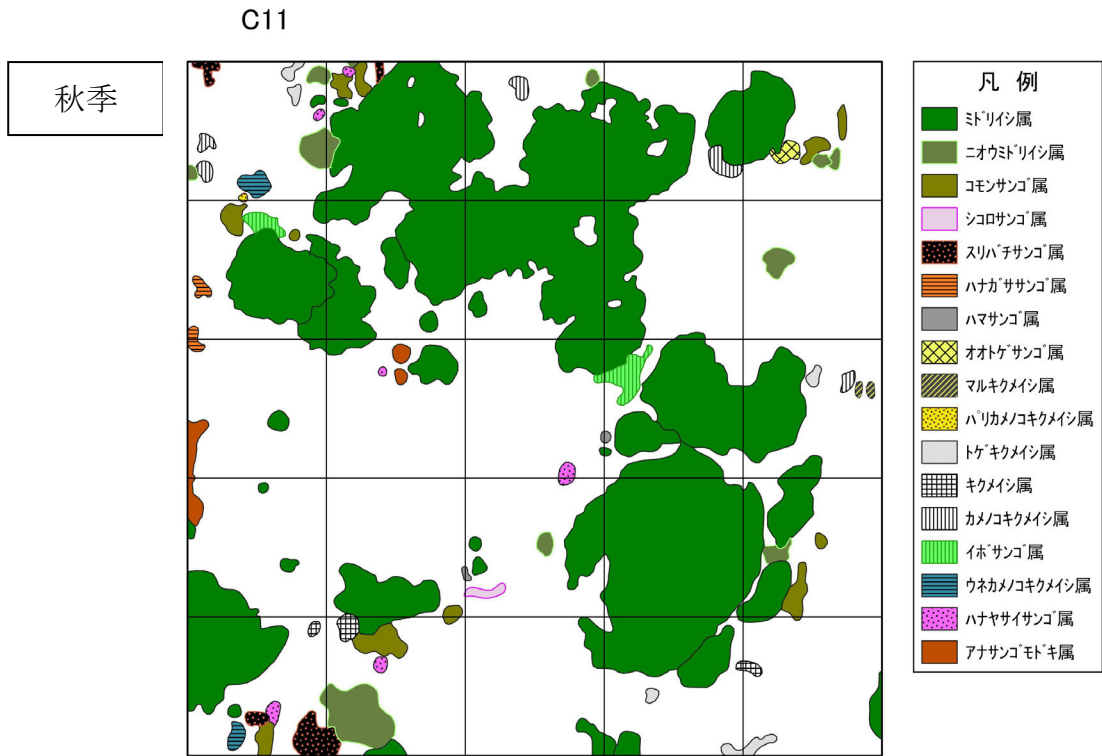 C11
秋季
凡 例
ﾐﾄﾞﾘｲｼ属
ﾆｵｳﾐﾄﾞﾘｲｼ属
ｺﾓﾝｻﾝｺﾞ属
ｼｺﾛｻﾝｺﾞ属
ｽﾘﾊﾞﾁｻﾝｺﾞ属
ﾊﾅｶﾞｻｻﾝｺﾞ属
ﾊﾏｻﾝｺﾞ属
ｵｵﾄｹﾞｻﾝｺﾞ属
ﾏﾙｷｸﾒｲｼ属
ﾊﾟﾘｶﾒﾉｺｷｸﾒｲｼ属
ﾄｹﾞｷｸﾒｲｼ属
ｷｸﾒｲｼ属
ｶﾒﾉｺｷｸﾒｲｼ属
ｲﾎﾞｻﾝｺﾞ属
ｳﾈｶﾒﾉｺｷｸﾒｲｼ属
ﾊﾅﾔｻｲｻﾝｺﾞ属
ｱﾅｻﾝｺﾞﾓﾄﾞｷ属